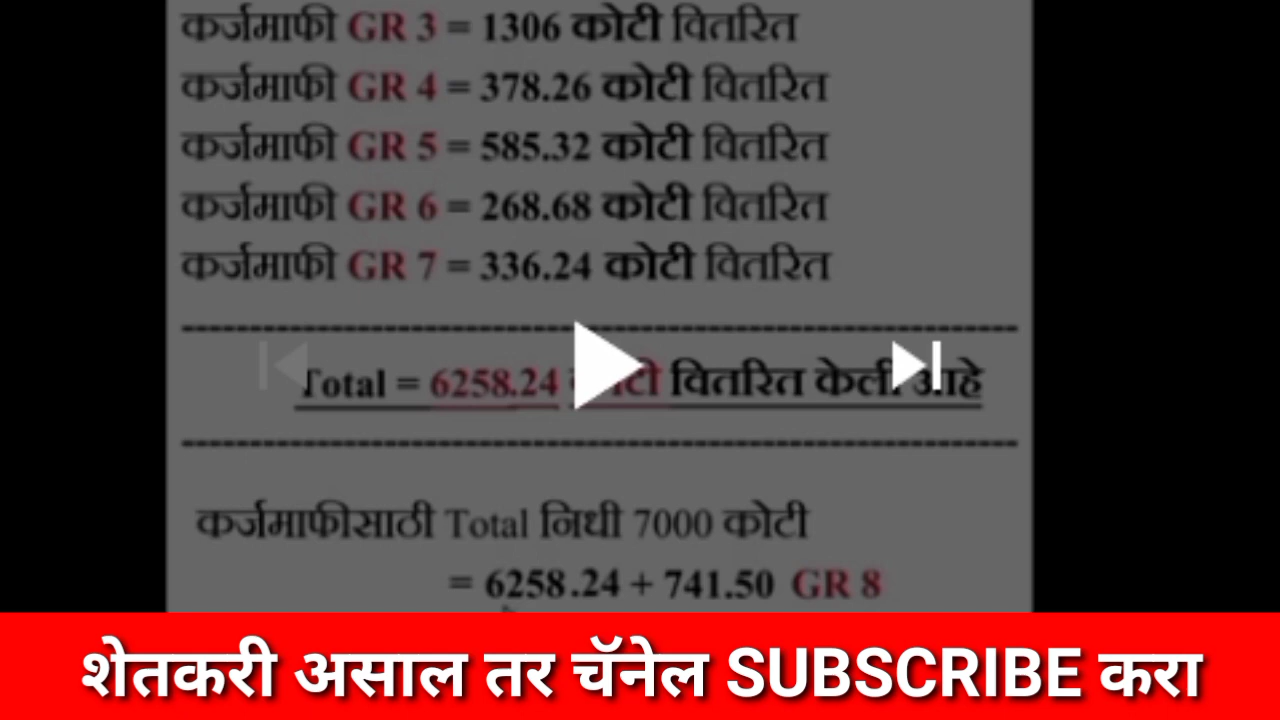 कर्जमाफी GR 3 = 1306 कोटी वितरित
कर्जमाफी GR 4 = 378.26 कोटी वितरित
कर्जमाफी GR 5 = 585.32 कोटी वितरित
कर्जमाफी GR 6 = 268.68 कोटी वितरित
कर्जमाफी GR 7 = 336.24 कोटी वितरित
Total = 6258.24 कोटी वितरित केली आहे
कर्जमाफीसाठी Total निधी 7000 कोटी
= 6258.24 + 741.50 GR 8
शेतकरी असाल तर चॅनेल SUBSCRIBE करा